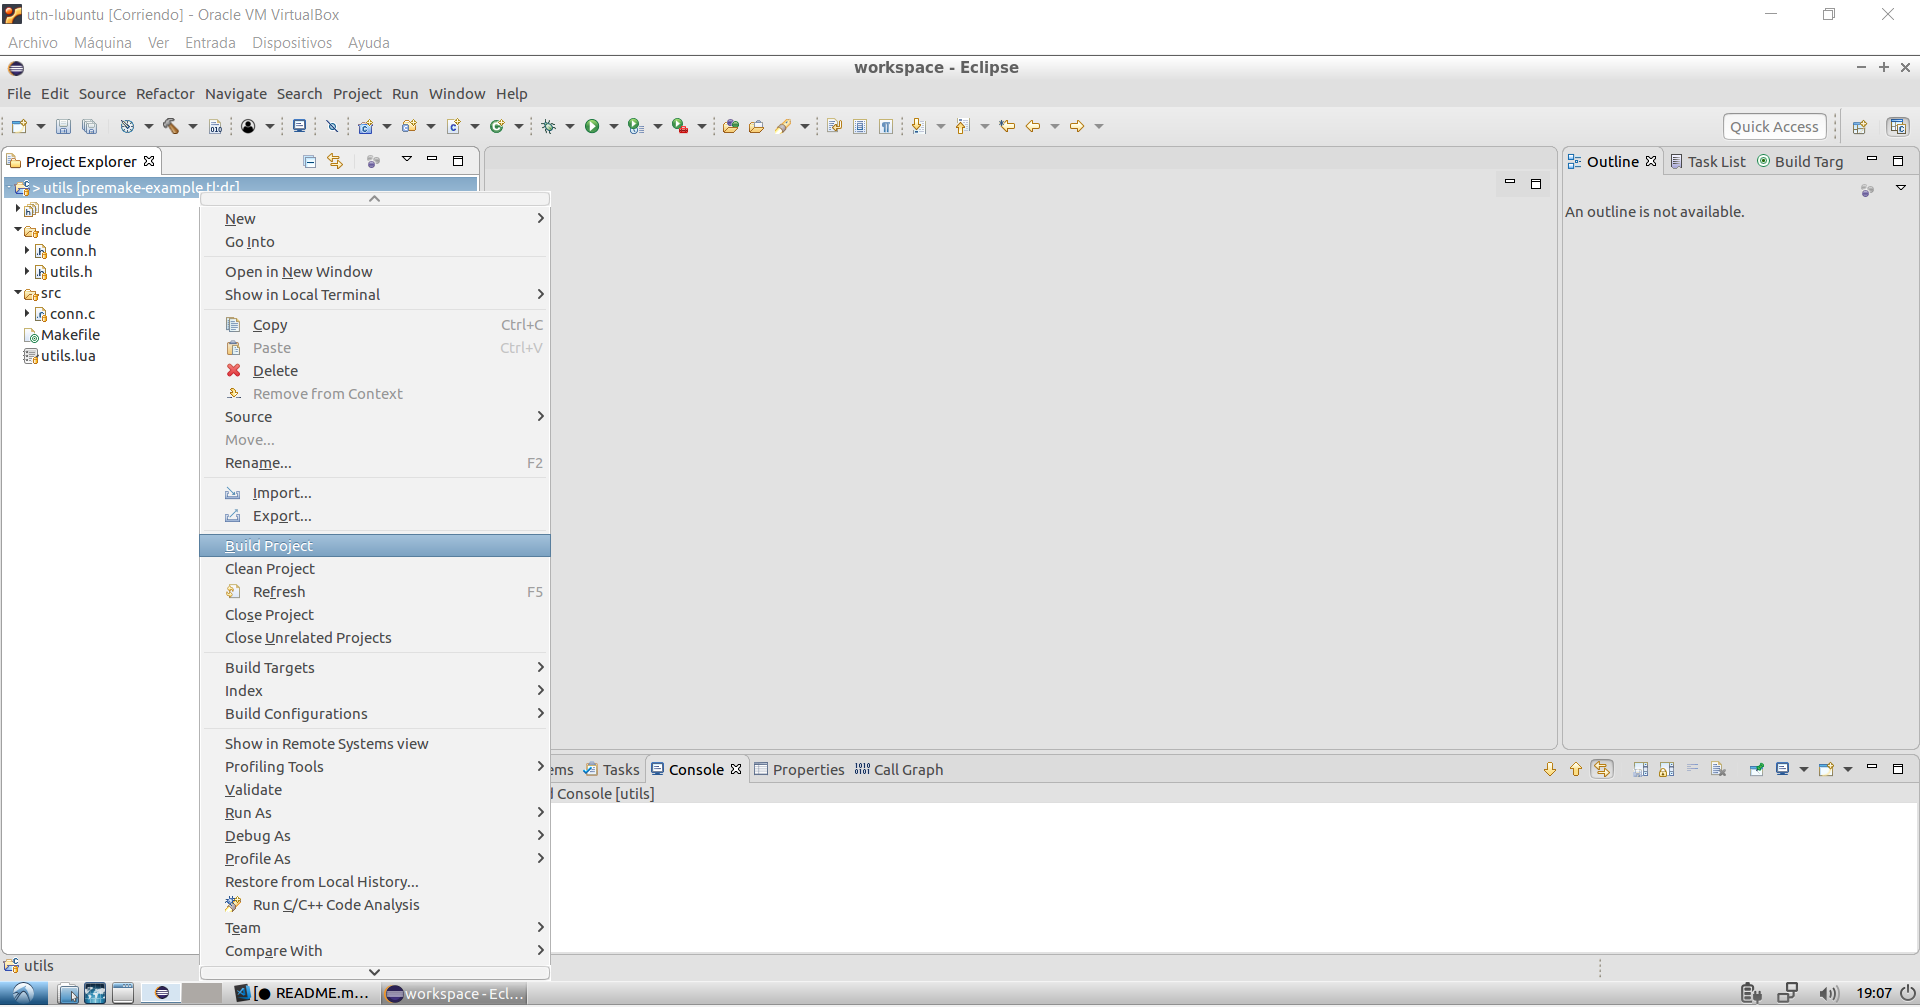 utn-lubuntu [Corriendo] - Oracle VM VirtualBox
Archivo Máquina Ver Entrada Dispositivos Ayuda
workspace - Eclipse
File Edit Source Refactor Navigate Search Project Run Window Help
Quick Access
Project Explorer
> utils [premake-example tl;dr]
Includes
include
conn.h
utils.h
src
conn.c
Makefile
utils.lua
New
Go Into
Open in New Window
Show in Local Terminal
Copy Ctrl+C
Paste Ctrl+V
Delete
Remove from Context
Source
Move...
Rename... F2
Import...
Export...
Build Project
Clean Project
Refresh F5
Close Project
Close Unrelated Projects
Build Targets
Index
Build Configurations
Show in Remote Systems view
Profiling Tools
Validate
Run As
Debug As
Profile As
Restore from Local History...
Run C/C++ Code Analysis
Team
Compare With
Outline Task List Build Targ
An outline is not available.
ems Tasks Console Properties Call Graph
Console [utils]
utils
[● README.m... workspace - Ecl... 19:07